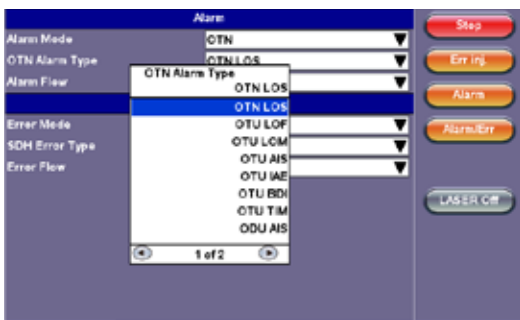 Alarm
Stop
Alarm Mode
OTN
OTN Alarm Type
OTN LOS
Err inj.
Alarm Flow
OTN Alarm Type
OTN LOS
Alarm
OTN LOS
Error Mode
OTU LOF
Alarm/Err
SDH Error Type
OTU LOM
OTU AIS
Error Flow
OTU IAE
OTU BDI
LASER Off
OTU TIM
ODU AIS
1 of 2